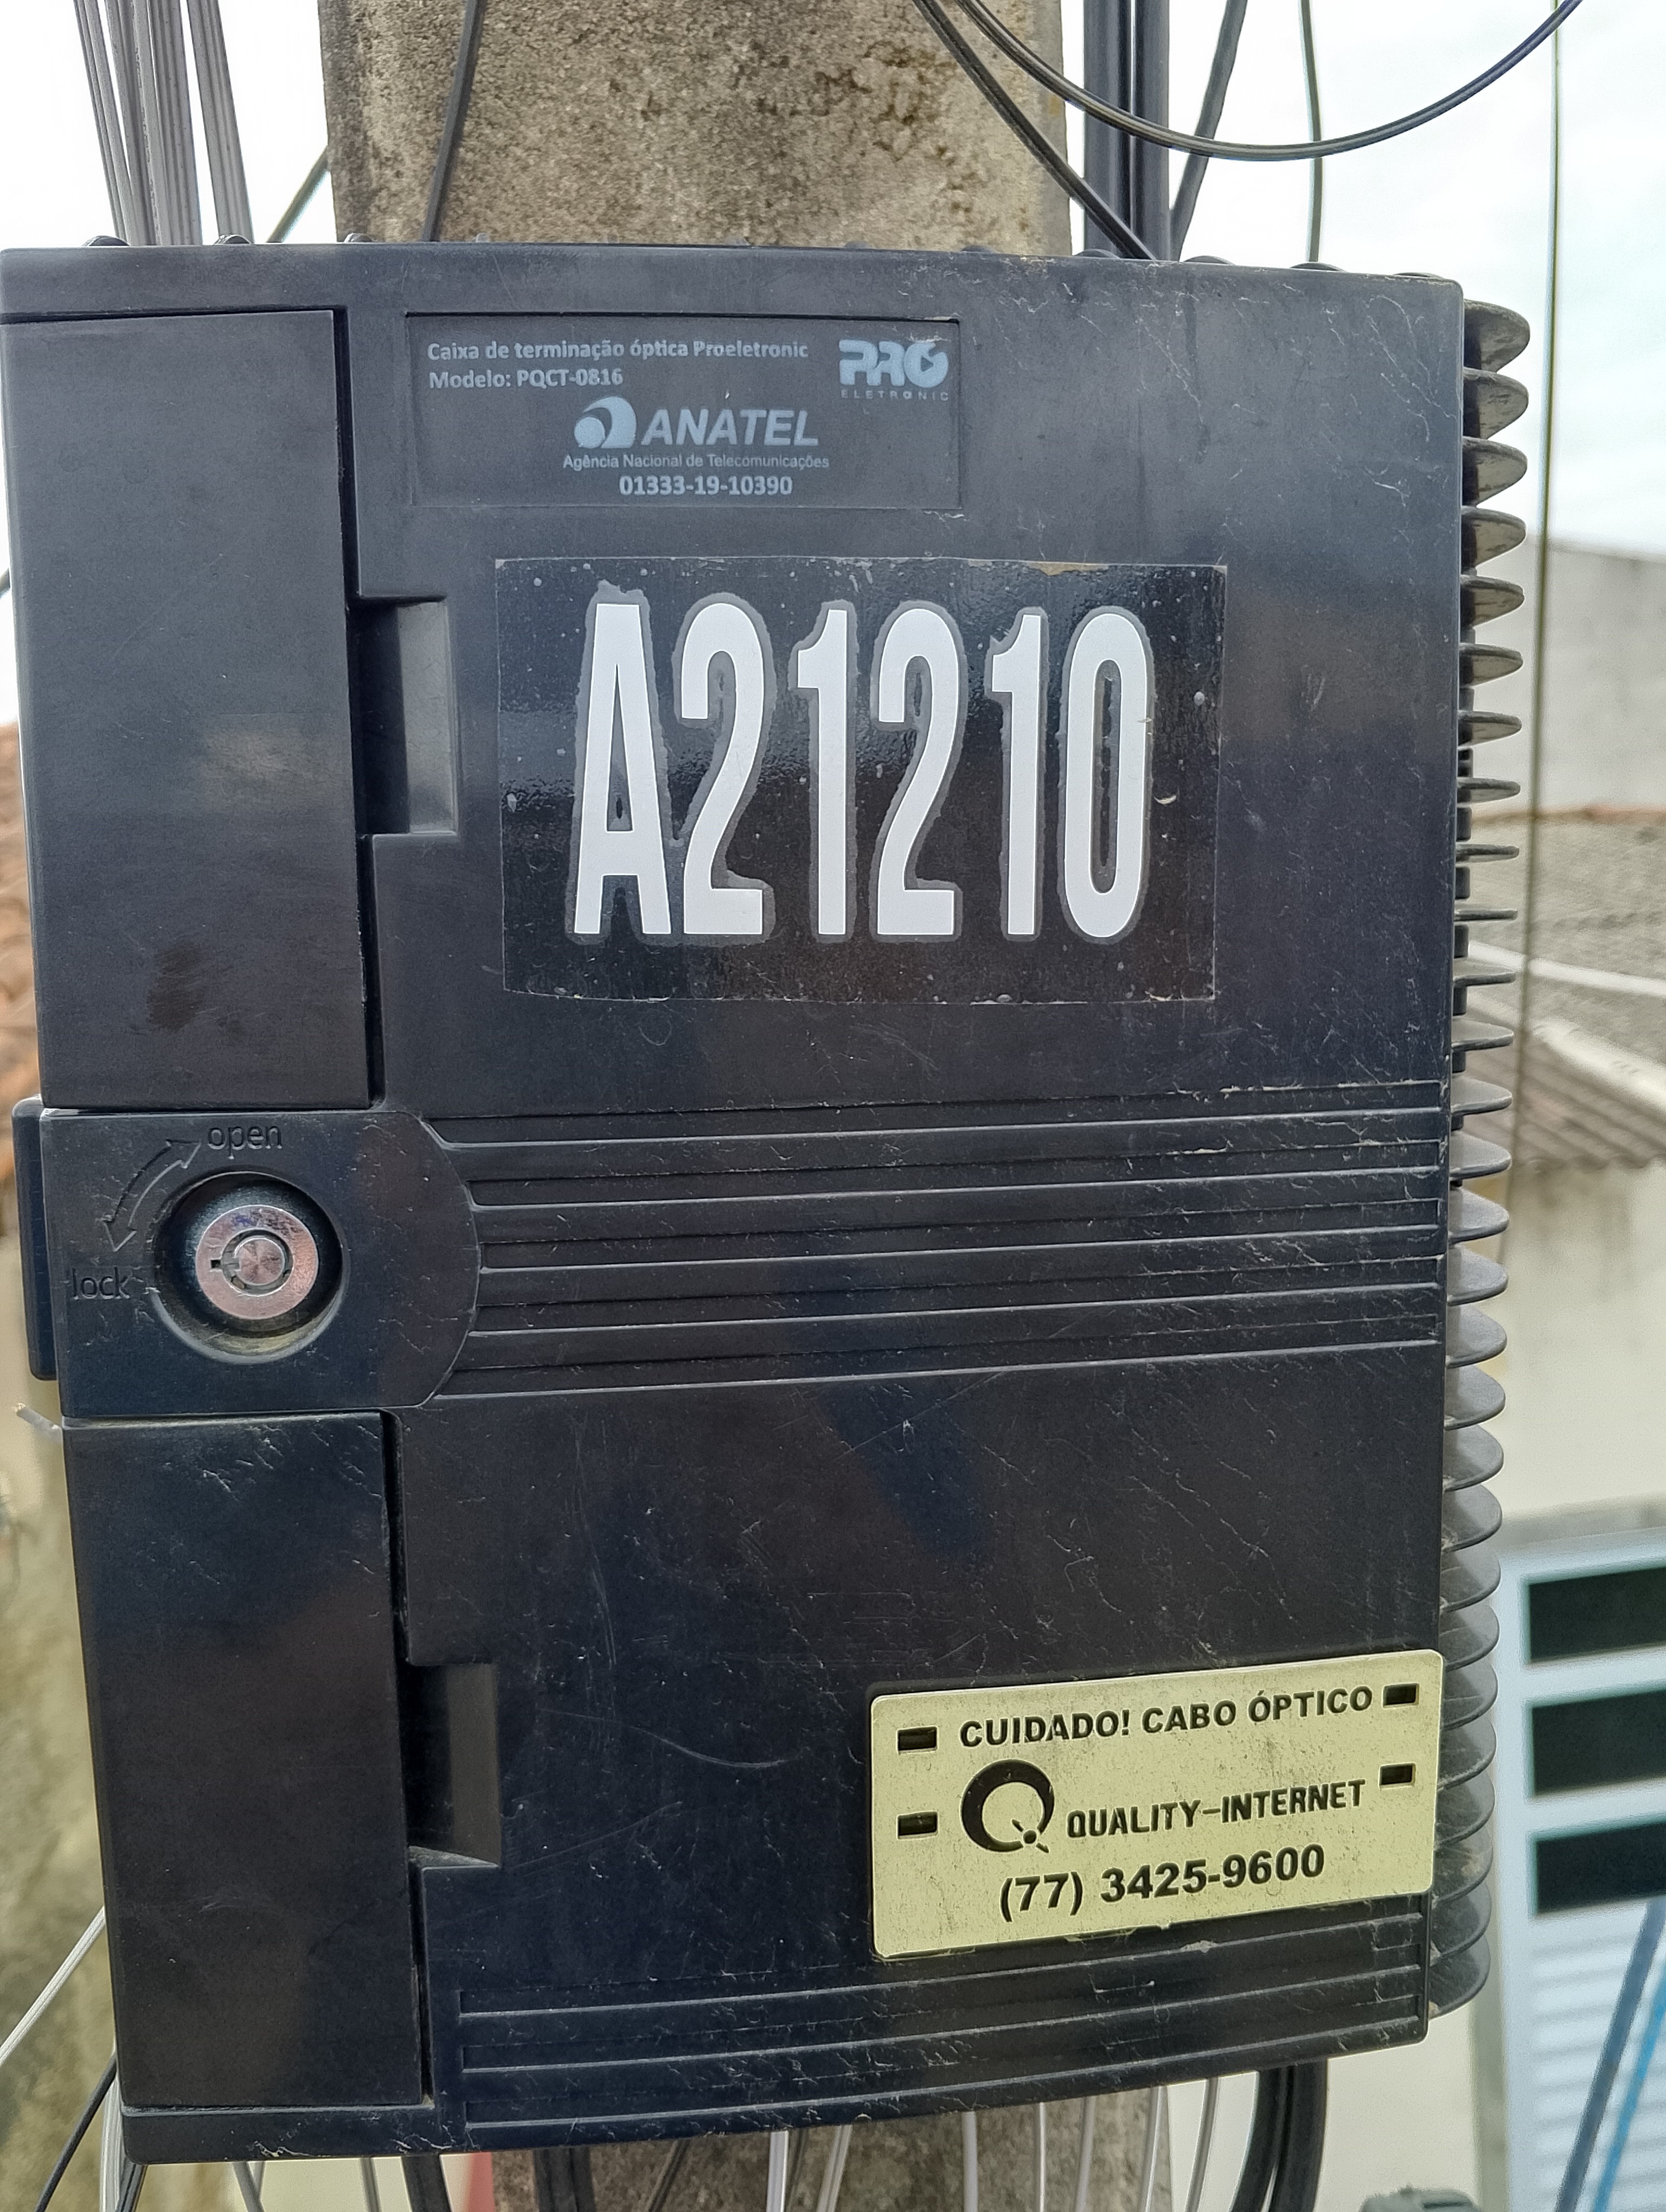 Caixa de terminação óptica Proeletronic
Modelo: PQCT-0816
PRO
ELETRONIC
ANATEL
Agência Nacional de Telecomunicações
01333-19-10390
A21210
open
lock
CUIDADO! CABO ÓPTICO
QUALITY-INTERNET
(77) 3425-9600